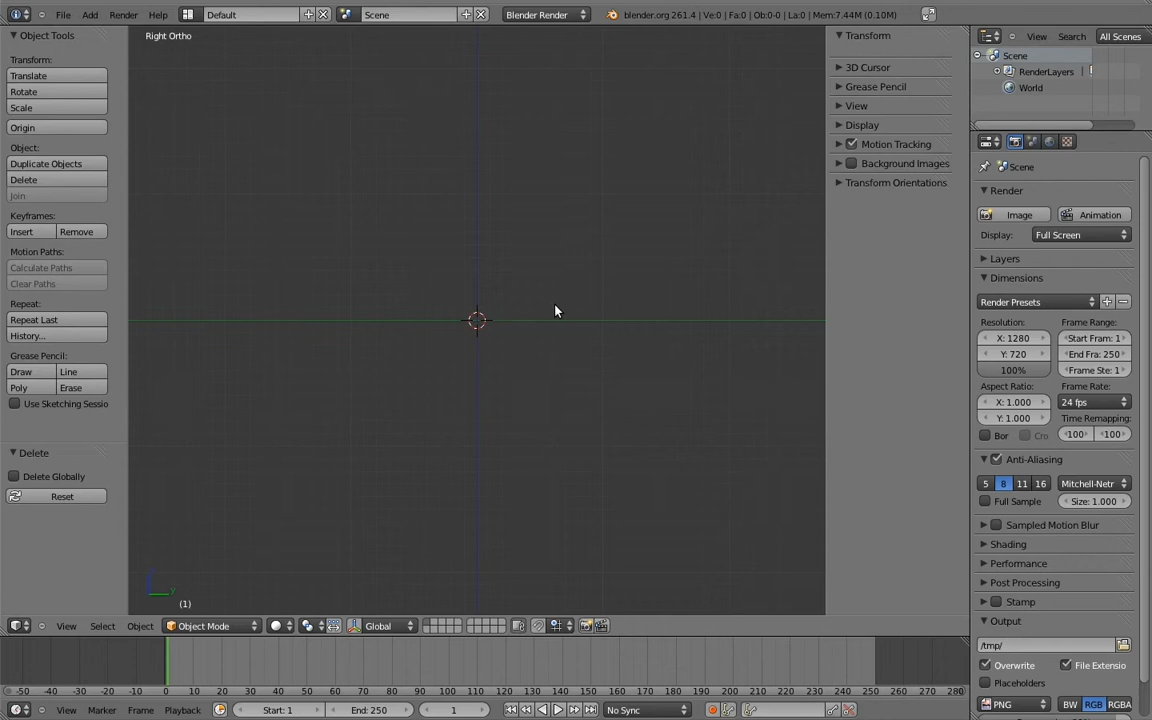 File Add Render Help Default Scene Blender Render blender.org 261.4 | Ve:0 | Fa:0 | Ob:0-0 | La:0 | Mem:7.44M (0.10M)
Object Tools
Transform:
Translate
Rotate
Scale
Origin
Object:
Duplicate Objects
Delete
Join
Keyframes:
Insert Remove
Motion Paths:
Calculate Paths
Clear Paths
Repeat:
Repeat Last
History...
Grease Pencil:
Draw Line
Poly Erase
Use Sketching Sessio
Delete
Delete Globally
Reset
Right Ortho
y
(1)
Transform
3D Cursor
Grease Pencil
View
Display
Motion Tracking
Background Images
Transform Orientations
View Search All Scenes
Scene
RenderLayers
World
Scene
Render
Image Animation
Display: Full Screen
Layers
Dimensions
Render Presets
Resolution: Frame Range:
X: 1280 Start Fram: 1
Y: 720 End Fra: 250
100% Frame Ste: 1
Aspect Ratio: Frame Rate:
X: 1.000 24 fps
Y: 1.000 Time Remapping:
Bor Cro 100 100
Anti-Aliasing
5 8 11 16 Mitchell-Netr
Full Sample Size: 1.000
Sampled Motion Blur
Shading
Performance
Post Processing
Stamp
Output
/tmp/
Overwrite File Extensio
Placeholders
PNG BW RGB RGBA
View Select Object Object Mode Global
-50 -40 -30 -20 -10 0 10 20 30 40 50 60 70 80 90 100 110 120 130 140 150 160 170 180 190 200 210 220 230 240 250 260 270 280
View Marker Frame Playback Start: 1 End: 250 1 No Sync